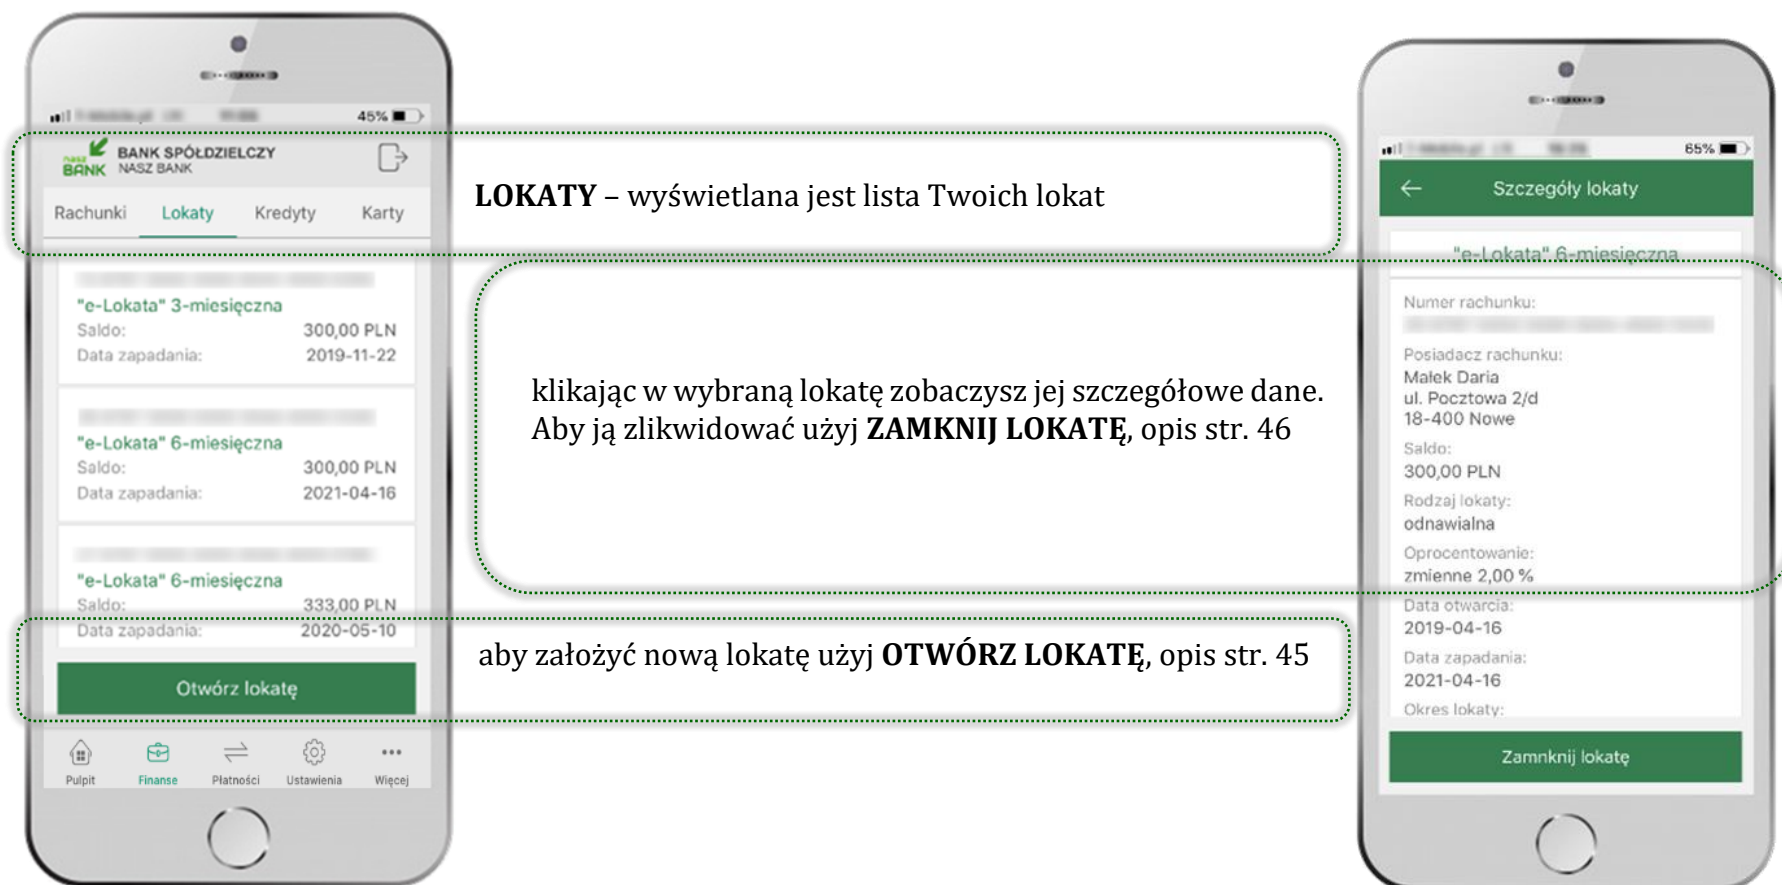 45%
nasz
BANK
BANK SPÓŁDZIELCZY
NASZ BANK
Rachunki Lokaty Kredyty Karty
"e-Lokata" 3-miesięczna
Saldo: 300,00 PLN
Data zapadania: 2019-11-22
"e-Lokata" 6-miesięczna
Saldo: 300,00 PLN
Data zapadania: 2021-04-16
"e-Lokata" 6-miesięczna
Saldo: 333,00 PLN
Data zapadania: 2020-05-10
Otwórz lokatę
Pulpit Finanse Płatności Ustawienia Więcej
LOKATY – wyświetlana jest lista Twoich lokat
klikając w wybraną lokatę zobaczysz jej szczegółowe dane.
Aby ją zlikwidować użyj ZAMKNIJ LOKATĘ, opis str. 46
aby założyć nową lokatę użyj OTWÓRZ LOKATĘ, opis str. 45
65%
Szczegóły lokaty
"e-Lokata" 6-miesięczna
Numer rachunku:
Posiadacz rachunku:
Małek Daria
ul. Pocztowa 2/d
18-400 Nowe
Saldo:
300,00 PLN
Rodzaj lokaty:
odnawialna
Oprocentowanie:
zmienne 2,00 %
Data otwarcia:
2019-04-16
Data zapadania:
2021-04-16
Okres lokaty:
Zamnknij lokatę